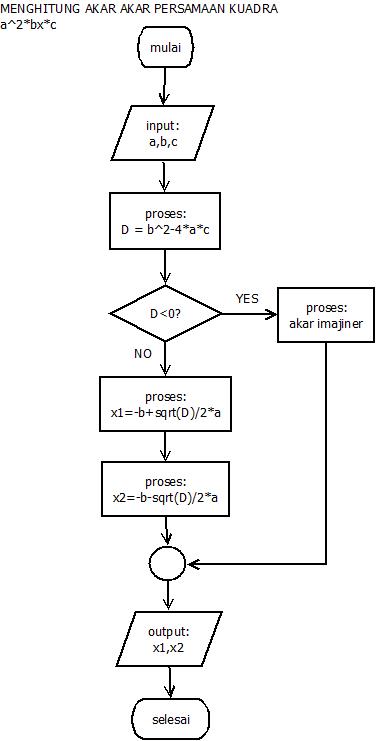 MENGHITUNG AKAR AKAR PERSAMAAN KUADRA
a^2*bx*c
mulai
input:
a,b,c
proses:
D = b^2-4*a*c
D<0?
YES
proses:
akar imajiner
NO
proses:
x1=-b+sqrt(D)/2*a
proses:
x2=-b-sqrt(D)/2*a
output:
x1,x2
selesai